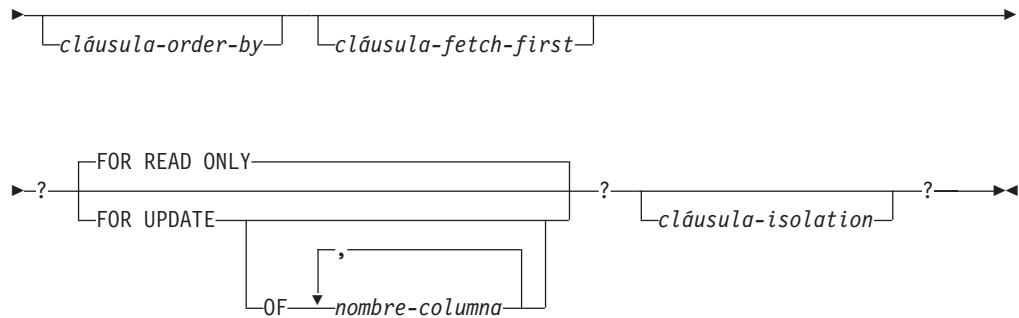 cláusula-order-by cláusula-fetch-first
FOR READ ONLY
? ? ?
FOR UPDATE cláusula-isolation
,
OF nombre-columna